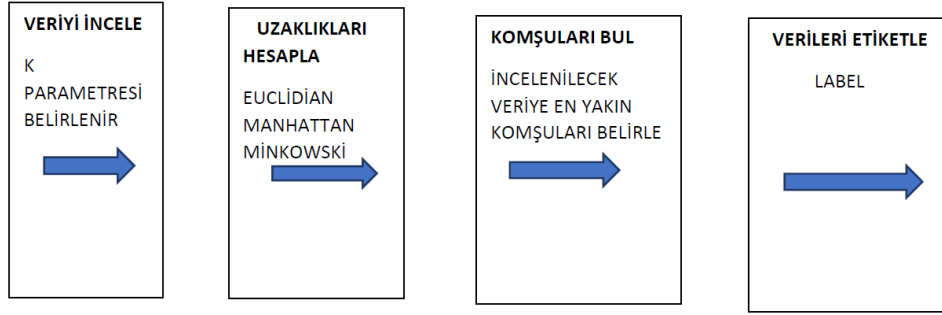 VERİYİ İNCELE
K
PARAMETRESİ
BELİRLENİR
UZAKLIKLARI
HESAPLA
EUCLİDİAN
MANHATTAN
MİNKOWSKİ
KOMŞULARI BUL
İNCELENİLECEK
VERİYE EN YAKIN
KOMŞULARI BELİRLE
VERİLERİ ETİKETLE
LABEL